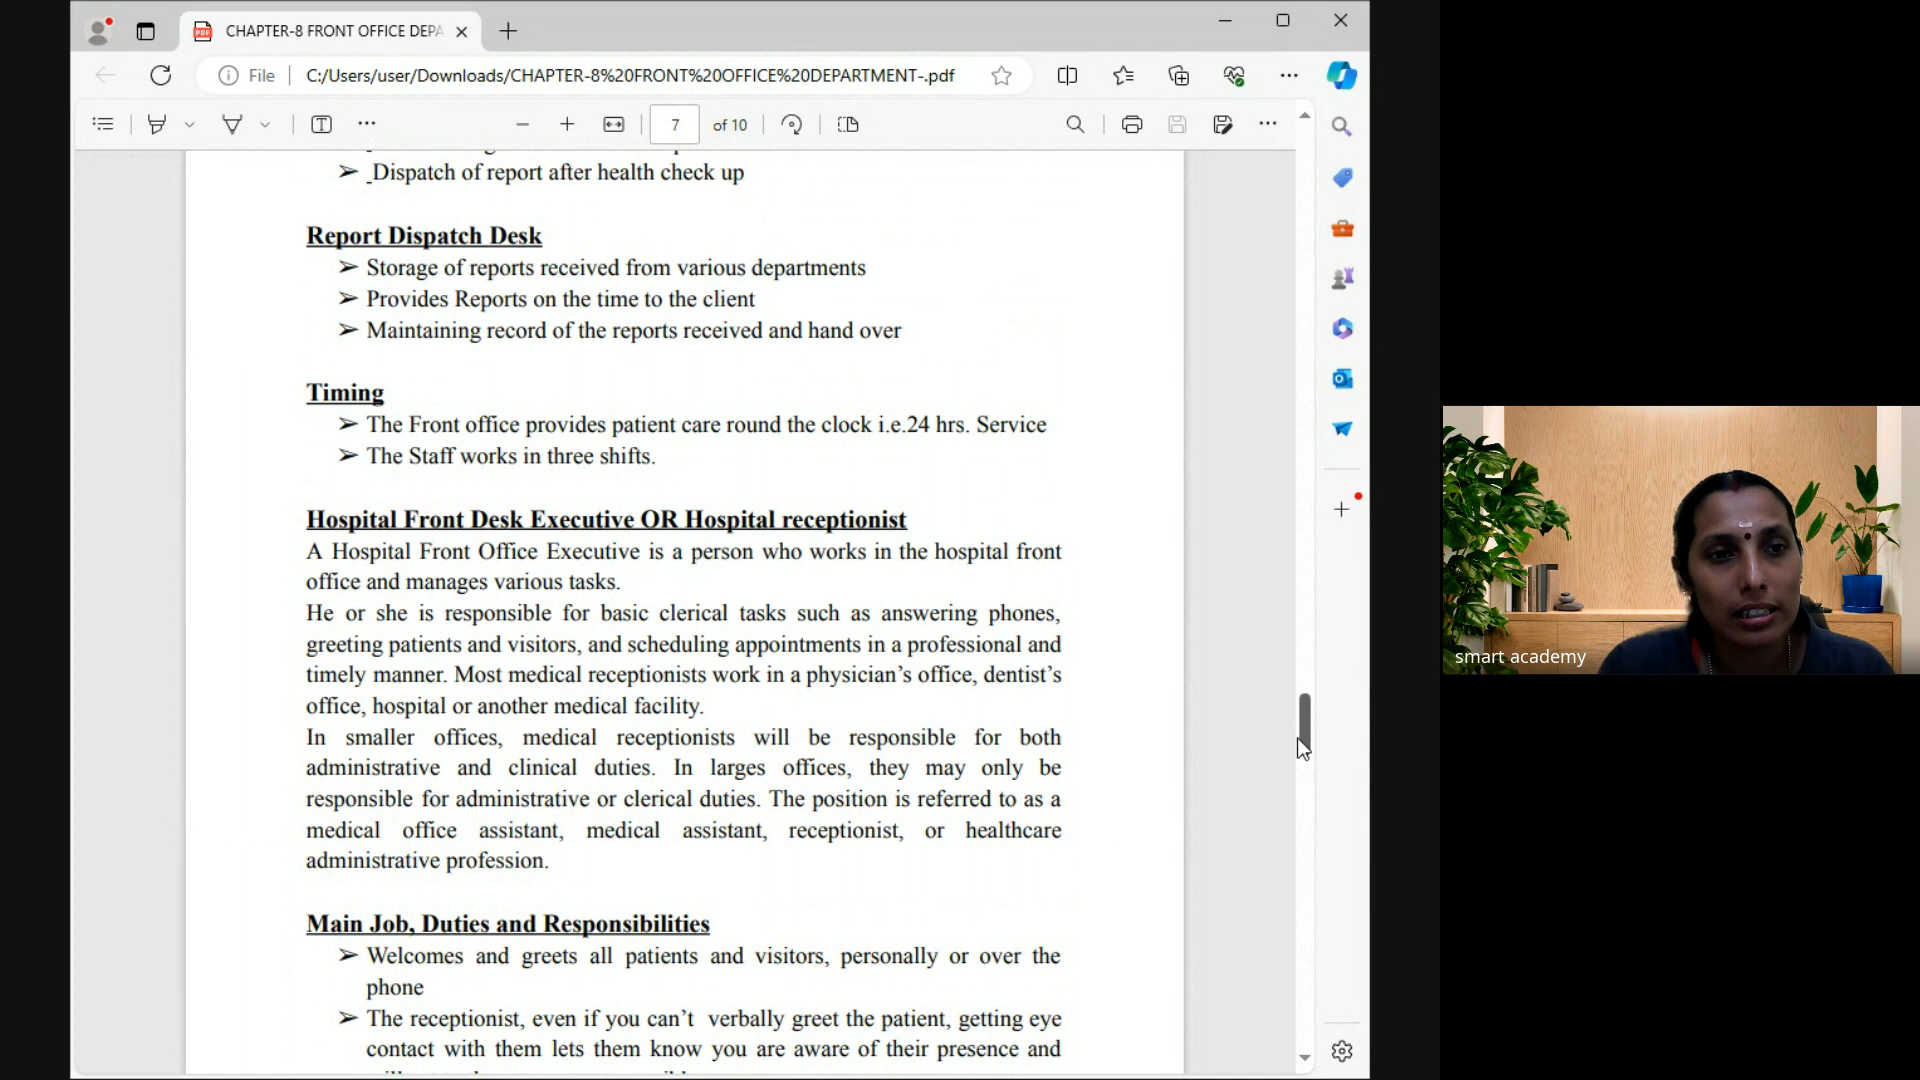 CHAPTER-8 FRONT OFFICE DEPA
File
C:/Users/user/Downloads/CHAPTER-8%20FRONT%20OFFICE%20DEPARTMENT-.pdf
7 of 10
➢ Dispatch of report after health check up
Report Dispatch Desk
➢ Storage of reports received from various departments
➢ Provides Reports on the time to the client
➢ Maintaining record of the reports received and hand over
Timing
➢ The Front office provides patient care round the clock i.e.24 hrs. Service
➢ The Staff works in three shifts.
Hospital Front Desk Executive OR Hospital receptionist
A Hospital Front Office Executive is a person who works in the hospital front
office and manages various tasks.
He or she is responsible for basic clerical tasks such as answering phones,
greeting patients and visitors, and scheduling appointments in a professional and
timely manner. Most medical receptionists work in a physician’s office, dentist’s
office, hospital or another medical facility.
In smaller offices, medical receptionists will be responsible for both
administrative and clinical duties. In larges offices, they may only be
responsible for administrative or clerical duties. The position is referred to as a
medical office assistant, medical assistant, receptionist, or healthcare
administrative profession.
Main Job, Duties and Responsibilities
➢ Welcomes and greets all patients and visitors, personally or over the
phone
➢ The receptionist, even if you can’t verbally greet the patient, getting eye
contact with them lets them know you are aware of their presence and
smart academy